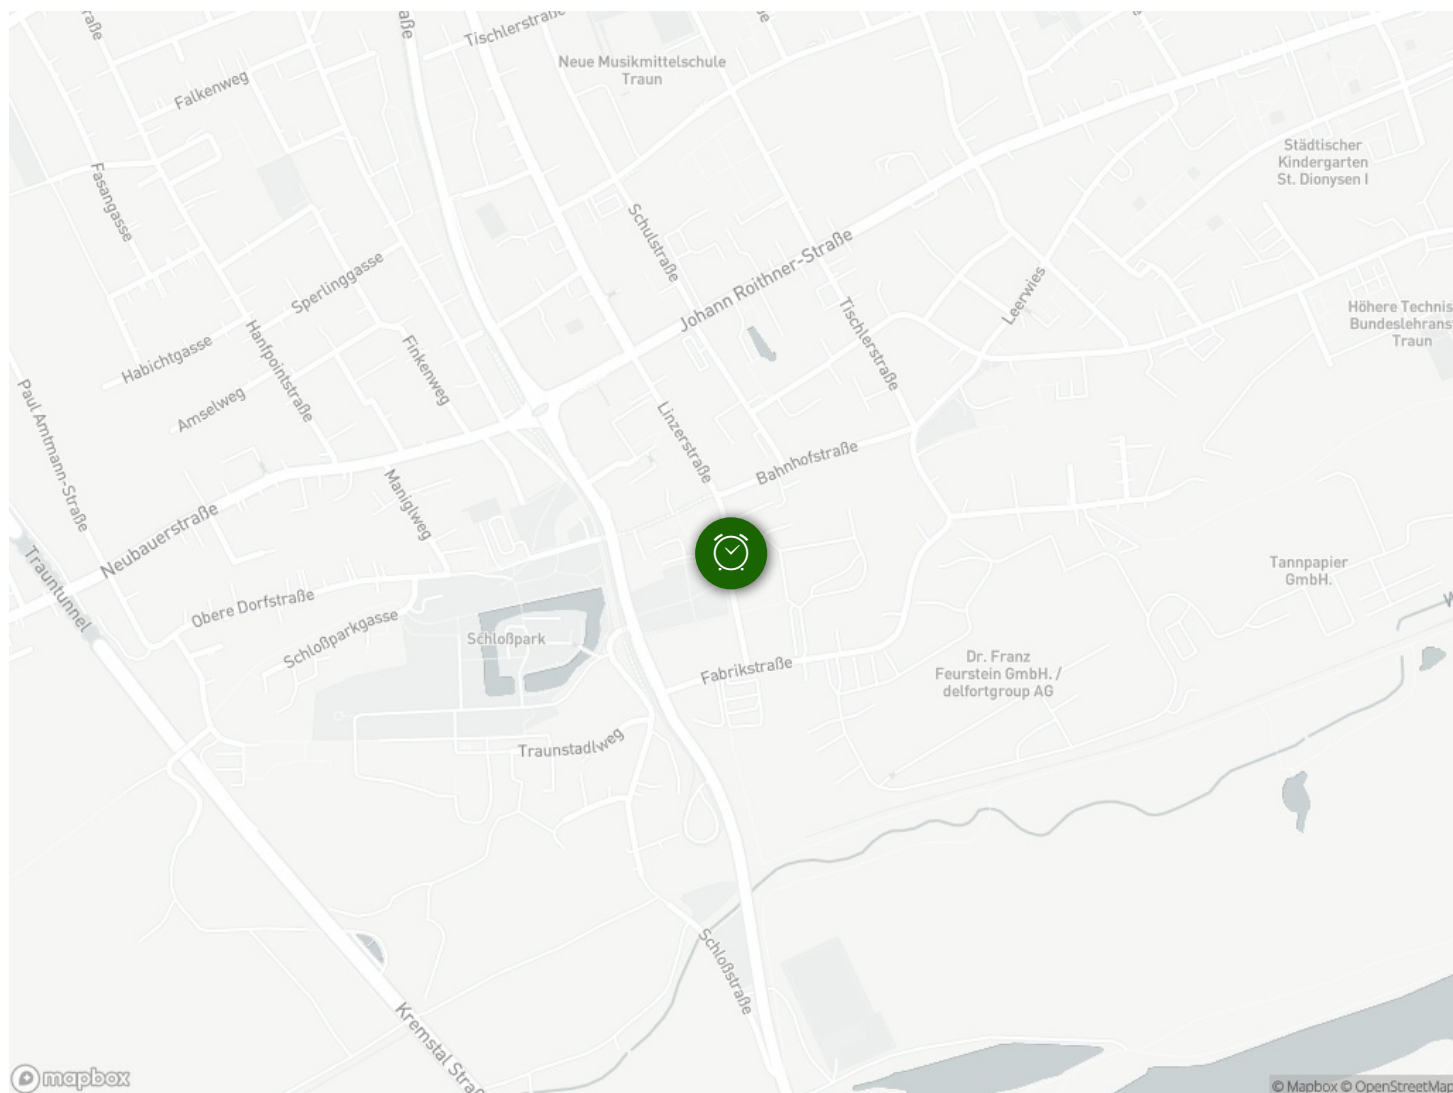 Tischlerstraße
Neue Musikmittelschule
Traun
Falkenweg
Städtischer
Kindergarten
St. Dionysen I
Fasangasse
Schulstraße
Johann Roithner-Straße
Sperlinggasse
Leerwies
Tischlerstraße
Hanfpointstraße
Habichtgasse
Finkenweg
Amselweg
Paul Amtmann-Straße
Linzerstraße
Bahnhofstraße
Maniglweg
Neubauerstraße
Trauntunnel
Tannpapier
GmbH.
Obere Dorfstraße
Schloßparkgasse
Schloßpark
Fabrikstraße
Dr. Franz
Feurstein GmbH. /
delfortgroup AG
Traunstadlweg
Schloßstraße
Kremstal Straß
Höhere Technis
Bundeslehrans
Traun
mapbox
© Mapbox © OpenStreetMap